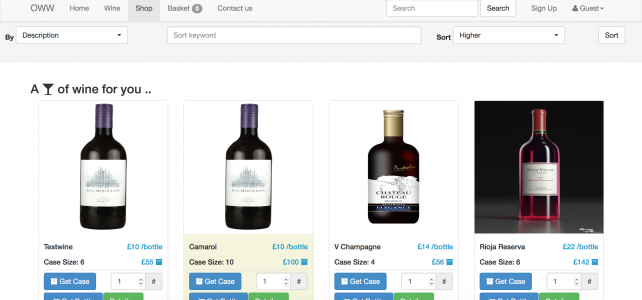 OWW Home Wine Shop Basket 0 Contact us Search Search Sign Up Guest
By Description Sort keyword Sort Higher Sort
A of wine for you ..
CHATEAU
ROUGE
ELEGANCE
Testwine £10 /bottle Camaroi £10 /bottle V Champagne £14 /bottle Rioja Reserva £22 /bottle
Case Size: 6 £55 Case Size: 10 £100 Case Size: 4 £56 Case Size: 6 £142
Get Case 1 # Get Case 1 # Get Case 1 # Get Case 1 #